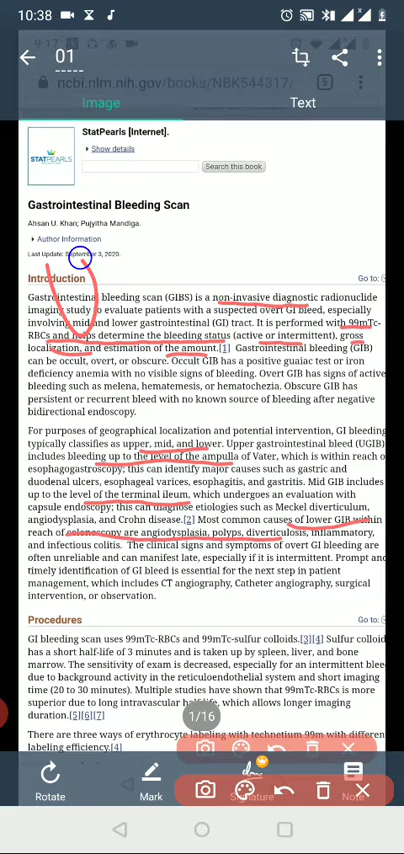 10:38
9:17
01
ncbi.nlm.nih.gov/books/NBK544317/
5
Image
Text
StatPearls [Internet].
Show details
STATPEARLS
Search this book
Gastrointestinal Bleeding Scan
Ahsan U. Khan; Pujyitha Mandiga.
Author Information
Last Update: September 3, 2020.
Introduction
Go to:
Gastrointestinal bleeding scan (GIBS) is a non-invasive diagnostic radionuclide
imaging study to evaluate patients with a suspected overt GI bleed, especially
involving mid and lower gastrointestinal (GI) tract. It is performed with 99mTc-
RBCs and helps determine the bleeding status (active or intermittent), gross
localization, and estimation of the amount.[1] Gastrointestinal bleeding (GIB)
can be occult, overt, or obscure. Occult GIB has a positive guaiac test or iron
deficiency anemia with no visible signs of bleeding. Overt GIB has signs of active
bleeding such as melena, hematemesis, or hematochezia. Obscure GIB has
persistent or recurrent bleed with no known source of bleeding after negative
bidirectional endoscopy.
For purposes of geographical localization and potential intervention, GI bleeding
typically classifies as upper, mid, and lower. Upper gastrointestinal bleed (UGIB)
includes bleeding up to the level of the ampulla of Vater, which is within reach o
esophagogastroscopy; this can identify major causes such as gastric and
duodenal ulcers, esophageal varices, esophagitis, and gastritis. Mid GIB includes
up to the level of the terminal ileum, which undergoes an evaluation with
capsule endoscopy; this can diagnose etiologies such as Meckel diverticulum,
angiodysplasia, and Crohn disease.[2] Most common causes of lower GIB within
reach of colonoscopy are angiodysplasia, polyps, diverticulosis, inflammatory,
and infectious colitis. The clinical signs and symptoms of overt GI bleeding are
often unreliable and can manifest late, especially if it is intermittent. Prompt and
timely identification of GI bleed is essential for the next step in patient
management, which includes CT angiography, Catheter angiography, surgical
intervention, or observation.
Procedures
Go to:
GI bleeding scan uses 99mTc-RBCs and 99mTc-sulfur colloids.[3][4] Sulfur colloid
has a short half-life of 3 minutes and is taken up by spleen, liver, and bone
marrow. The sensitivity of exam is decreased, especially for an intermittent blee
due to background activity in the reticuloendothelial system and short imaging
time (20 to 30 minutes). Multiple studies have shown that 99mTc-RBCs is more
superior due to long intravascular half-life, which allows longer imaging
duration.[5][6][7]
1/16
There are three ways of erythrocyte labeling with technetium 99m with differen
labeling efficiency.[4]
Rotate
Mark
Signature
Note